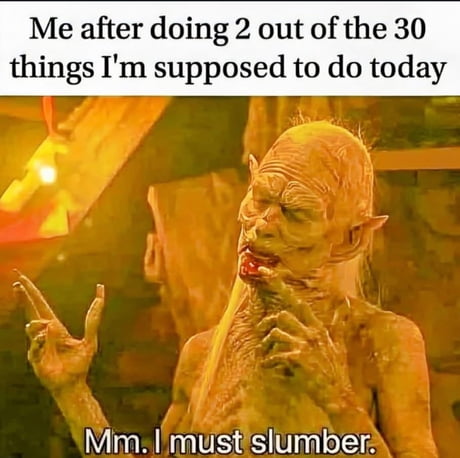 Me after doing 2 out of the 30
things I'm supposed to do today
Mm. I must slumber.